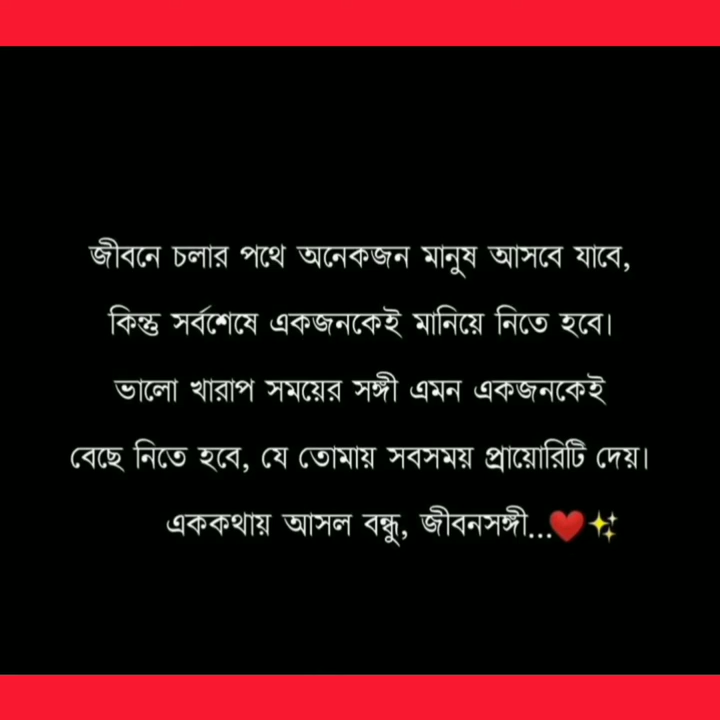 জীবনে চলার পথে অনেকজন মানুষ আসবে যাবে,
কিন্তু সর্বশেষে একজনকেই মানিয়ে নিতে হবে।
ভালো খারাপ সময়ের সঙ্গী এমন একজনকেই
বেছে নিতে হবে, যে তোমায় সবসময় প্রায়োরিটি দেয়।
এককথায় আসল বন্ধু, জীবনসঙ্গী...❤️✨